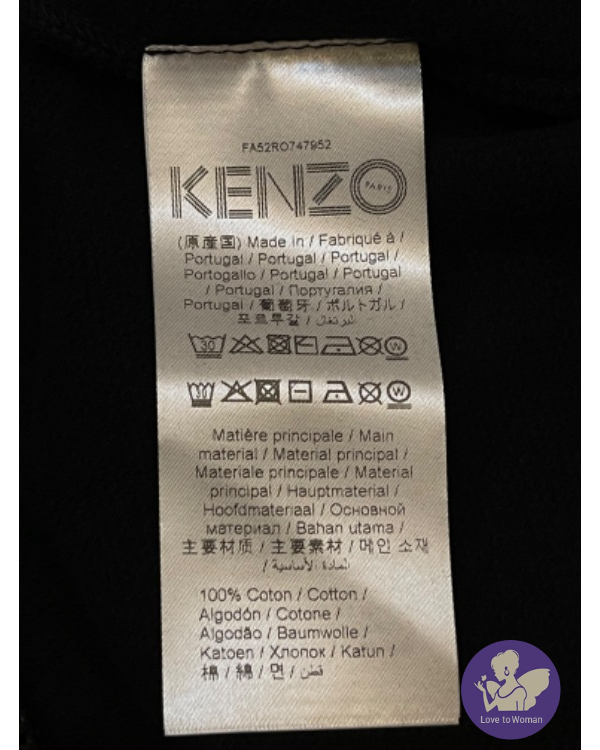 FA52RO747952
KENZO
PARIS
(原産国) Made in / Fabriqué à /
Portugal / Portugal / Portugal /
Portogallo / Portugal / Portugal
/ Portugal / Португалия /
Portugal / 葡萄牙 / ポルトガル /
포르투갈 / البرتغال
30
W
30
W
Matière principale / Main
material / Material principal /
Materiale principale / Material
principal / Hauptmaterial /
Hoofdmateriaal / Основной
материал / Bahan utama /
主要材质 / 主要素材 / 메인 소재
/ المادة الأساسية
100% Coton / Cotton /
Algodón / Cotone /
Algodão / Baumwolle /
Katoen / Хлопок / Katun /
棉 / 綿 / 면 / قطن
Love to Woman